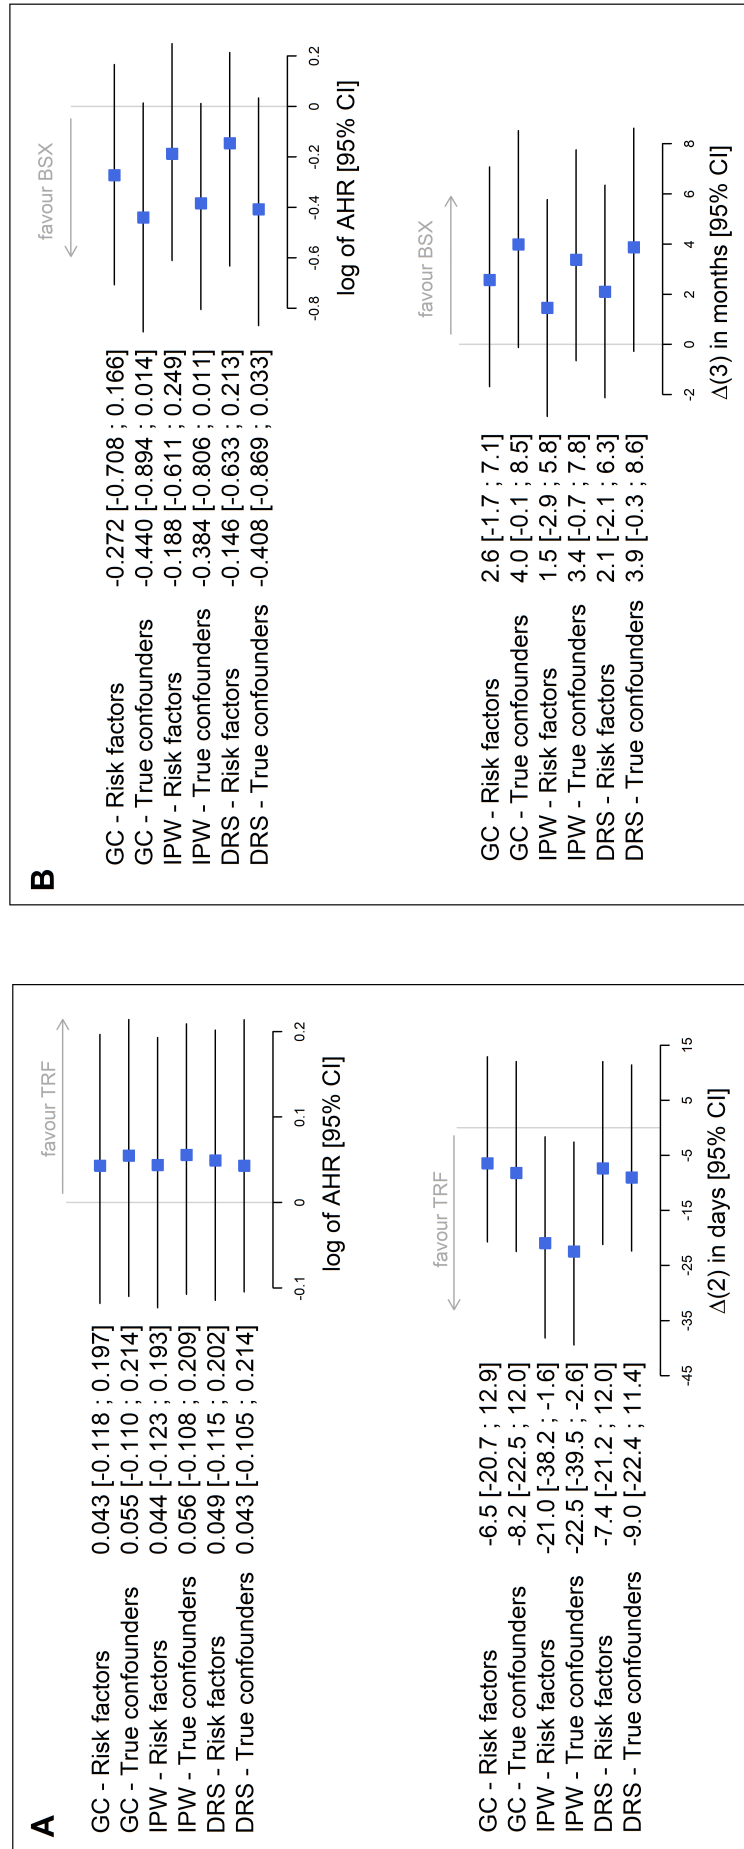 A
favour TRF
GC - Risk factors 0.043 [-0.118 ; 0.197]
GC - True confounders 0.055 [-0.110 ; 0.214]
IPW - Risk factors 0.044 [-0.123 ; 0.193]
IPW - True confounders 0.056 [-0.108 ; 0.209]
DRS - Risk factors 0.049 [-0.115 ; 0.202]
DRS - True confounders 0.043 [-0.105 ; 0.214]
-0.1 0 0.1 0.2
log of AHR [95% CI]
favour TRF
GC - Risk factors -6.5 [-20.7 ; 12.9]
GC - True confounders -8.2 [-22.5 ; 12.0]
IPW - Risk factors -21.0 [-38.2 ; -1.6]
IPW - True confounders -22.5 [-39.5 ; -2.6]
DRS - Risk factors -7.4 [-21.2 ; 12.0]
DRS - True confounders -9.0 [-22.4 ; 11.4]
-45 -35 -25 -15 -5 5 15
Δ(2) in days [95% CI]
B
favour BSX
GC - Risk factors -0.272 [-0.708 ; 0.166]
GC - True confounders -0.440 [-0.894 ; 0.014]
IPW - Risk factors -0.188 [-0.611 ; 0.249]
IPW - True confounders -0.384 [-0.806 ; 0.011]
DRS - Risk factors -0.146 [-0.633 ; 0.213]
DRS - True confounders -0.408 [-0.869 ; 0.033]
-0.8 -0.6 -0.4 -0.2 0 0.2
log of AHR [95% CI]
favour BSX
GC - Risk factors 2.6 [-1.7 ; 7.1]
GC - True confounders 4.0 [-0.1 ; 8.5]
IPW - Risk factors 1.5 [-2.9 ; 5.8]
IPW - True confounders 3.4 [-0.7 ; 7.8]
DRS - Risk factors 2.1 [-2.1 ; 6.3]
DRS - True confounders 3.9 [-0.3 ; 8.6]
-2 0 2 4 6 8
Δ(3) in months [95% CI]